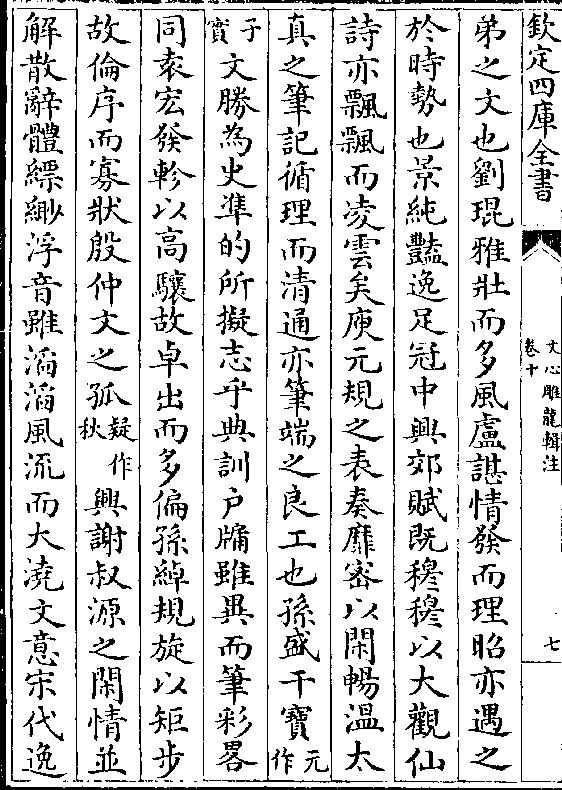 欽定四庫全書
文心雕龍輯注
卷十
七
弟之文也劉琨雅壯而多風盧諶情發而理昭亦遇之
於時勢也景純豔逸足冠中興郊賦既穆穆以大觀仙
詩亦飄飄而凌雲矣庾元規之表奏靡密以閑暢溫太
真之筆記循理而清通亦筆端之良工也孫盛干寶元作
子實文勝為史凖的所擬志乎典訓户牖雖異而筆彩畧
同袁宏發軫以高驤故卓出而多偏孫綽規旋以矩步
故倫序而寡狀殷仲文之孤疑作秋興謝叔源之閑情並
解散辭體縹緲浮音雖滔滔風流而大澆文意宋代逸